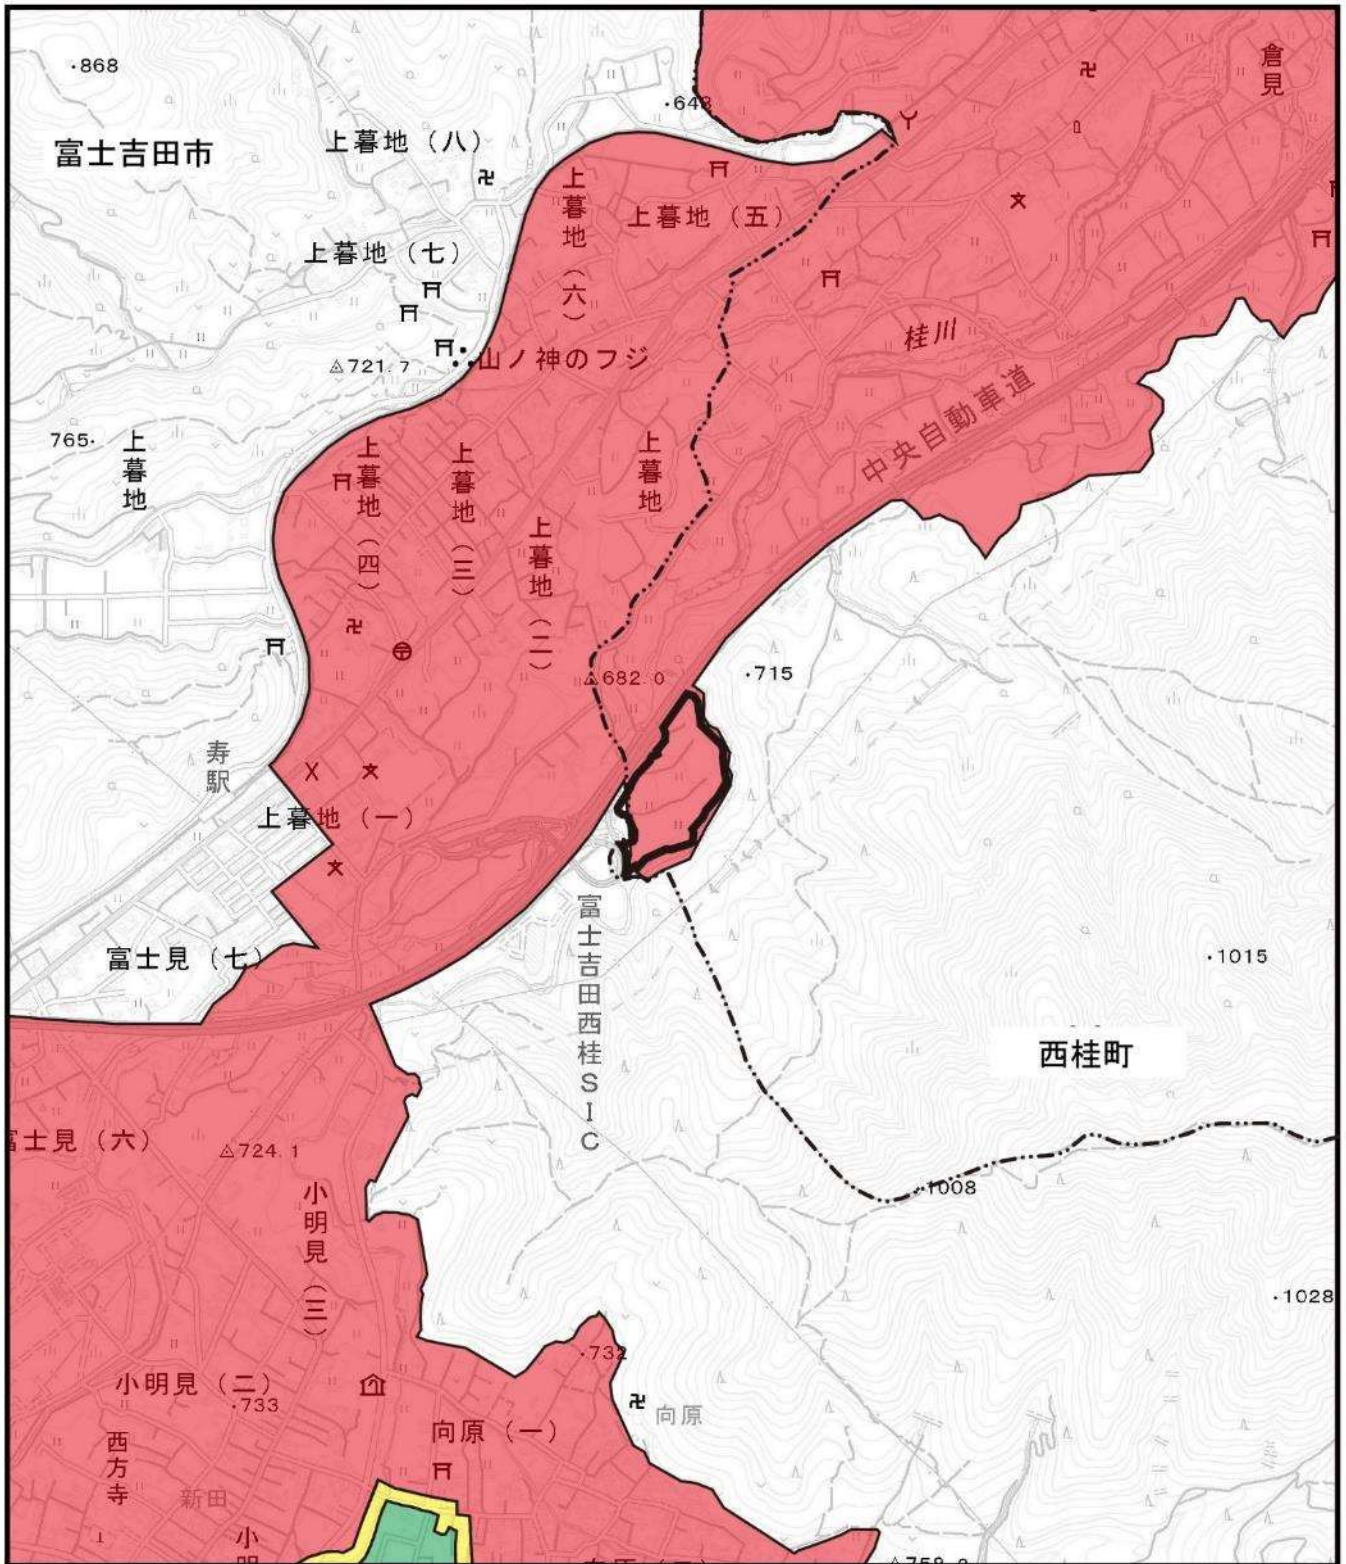 ・868
倉見
・648
富士吉田市
上暮地（八）
上暮地（六）
上暮地（五）
上暮地（七）
桂川
山ノ神のフジ
721.7
中央自動車道
765・
上暮地
上暮地（四）
上暮地（三）
上暮地
上暮地（二）
682.0
・715
寿駅
上暮地（一）
富士吉田西桂ＳＩＣ
富士見（七）
・1015
西桂町
富士見（六）
724.1
・1008
小明見（三）
・1028
・732
小明見（二）
・733
向原
向原（一）
西方寺
新田
小明